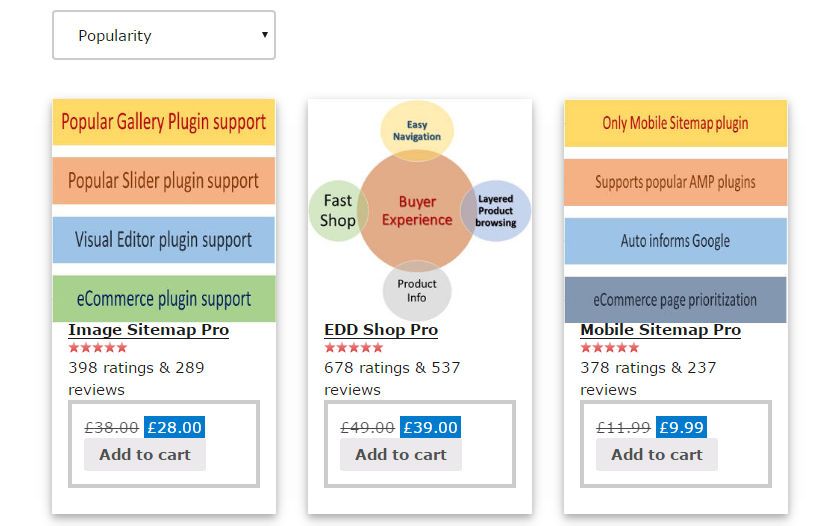 Popularity
Popular Gallery Plugin support
Popular Slider plugin support
Visual Editor plugin support
eCommerce plugin support
Image Sitemap Pro
398 ratings & 289
reviews
£38.00 £28.00
Add to cart
Easy
Navigation
Fast
Shop
Buyer
Experience
Layered
Product
browsing
Product
Info
EDD Shop Pro
678 ratings & 537
reviews
£49.00 £39.00
Add to cart
Only Mobile Sitemap plugin
Supports popular AMP plugins
Auto informs Google
eCommerce page prioritization
Mobile Sitemap Pro
378 ratings & 237
reviews
£11.99 £9.99
Add to cart